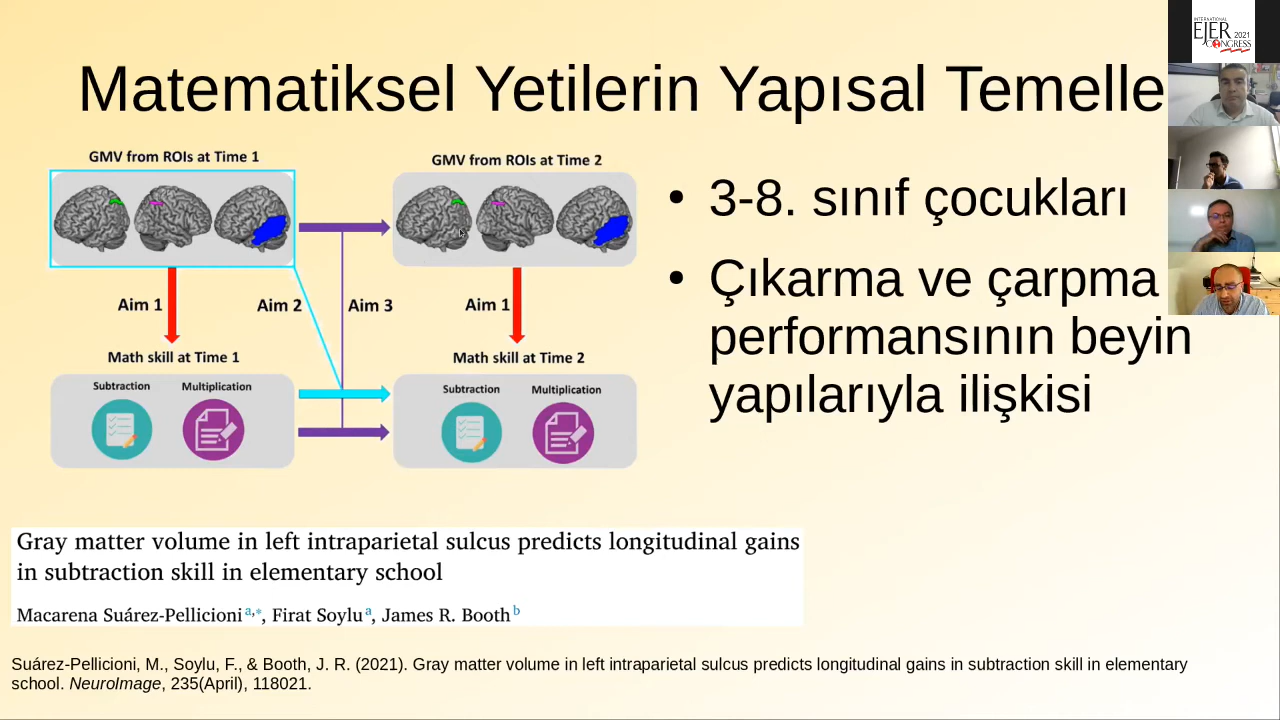 Matematiksel Yetilerin Yapısal Temelle
INTERNATIONAL
EJER 2021
CONGRESS
GMV from ROIs at Time 1
GMV from ROIs at Time 2
Aim 1
Aim 2
Aim 3
Aim 1
Math skill at Time 1
Math skill at Time 2
Subtraction
Multiplication
Subtraction
Multiplication
• 3-8. sınıf çocukları
• Çıkarma ve çarpma
performansının beyin
yapılarıyla ilişkisi
Gray matter volume in left intraparietal sulcus predicts longitudinal gains
in subtraction skill in elementary school
Macarena Suárez-Pellicioni a,*, Firat Soylu a, James R. Booth b
Suárez-Pellicioni, M., Soylu, F., & Booth, J. R. (2021). Gray matter volume in left intraparietal sulcus predicts longitudinal gains in subtraction skill in elementary
school. NeuroImage, 235(April), 118021.